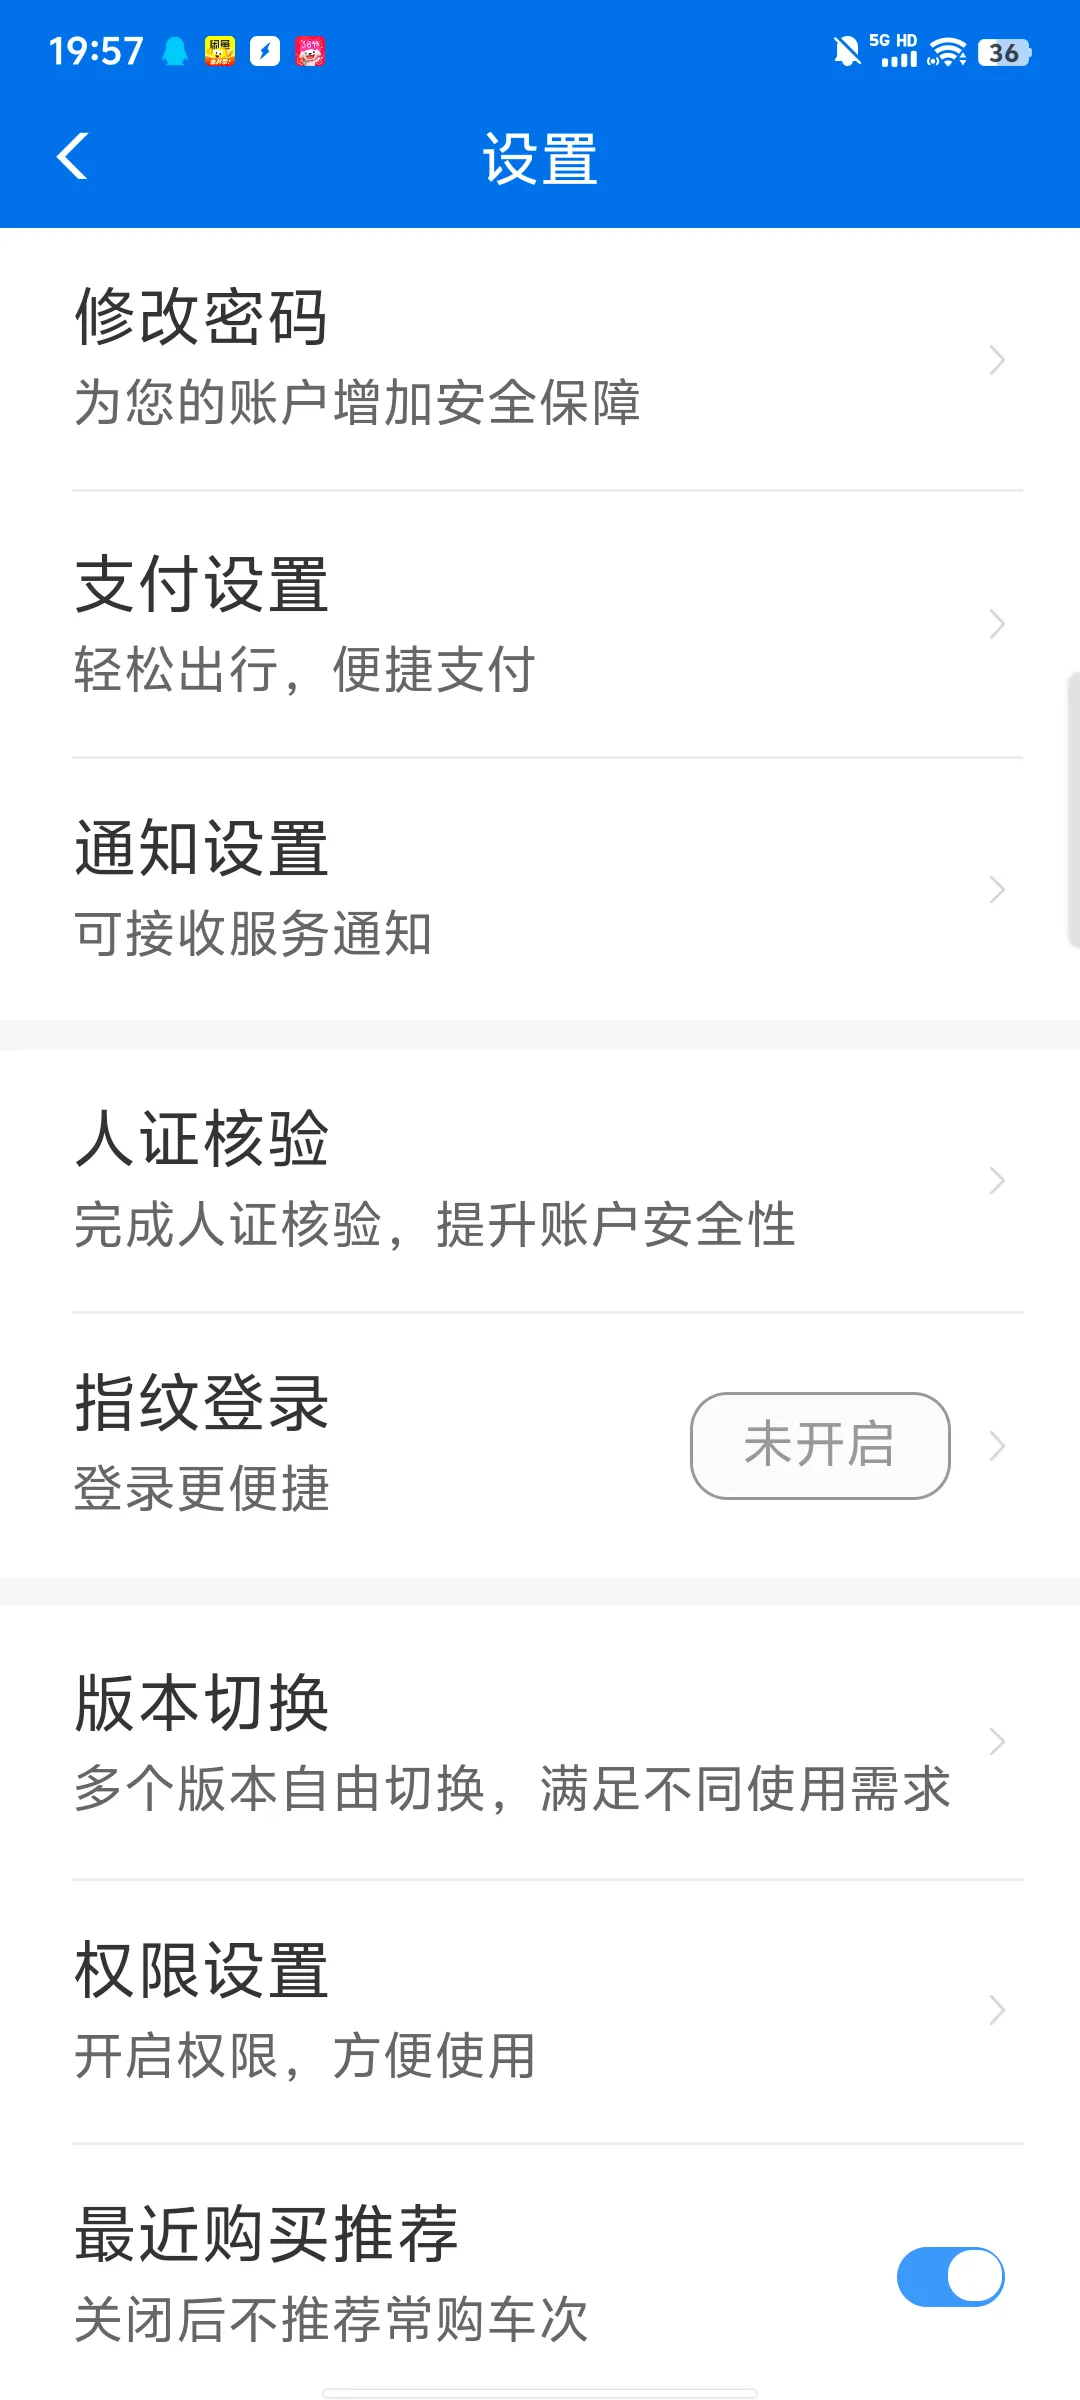 19:57
5G HD
36
设置
修改密码
为您的账户增加安全保障
支付设置
轻松出行，便捷支付
通知设置
可接收服务通知
人证核验
完成人证核验，提升账户安全性
指纹登录
未开启
登录更便捷
版本切换
多个版本自由切换，满足不同使用需求
权限设置
开启权限，方便使用
最近购买推荐
关闭后不推荐常购车次